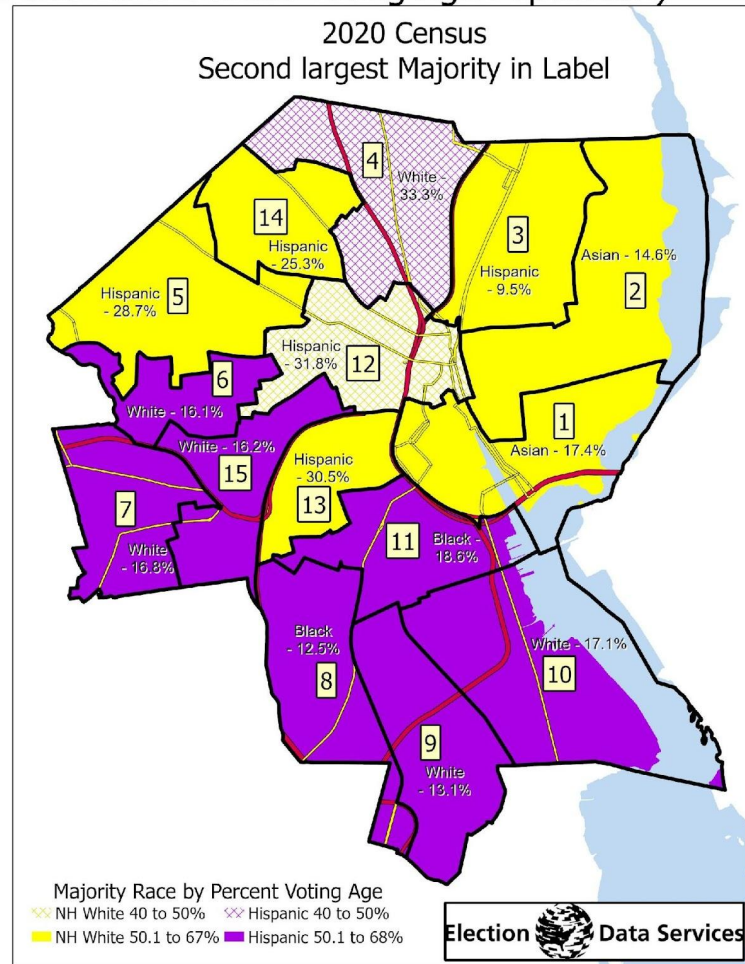 2020 Census
Second largest Majority in Label
4
White -
33.3%
14
Hispanic
- 25.3%
3
Hispanic
- 9.5%
Asian - 14.6%
2
5
Hispanic
- 28.7%
Hispanic
- 31.8%
12
6
White - 16.1%
1
Asian - 17.4%
White - 16.2%
15
Hispanic
- 30.5%
13
7
White
- 16.8%
11
Black -
18.6%
Black
- 12.5%
8
White - 17.1%
10
9
White
- 13.1%
Majority Race by Percent Voting Age
NH White 40 to 50% Hispanic 40 to 50%
NH White 50.1 to 67% Hispanic 50.1 to 68%
Election Data Services